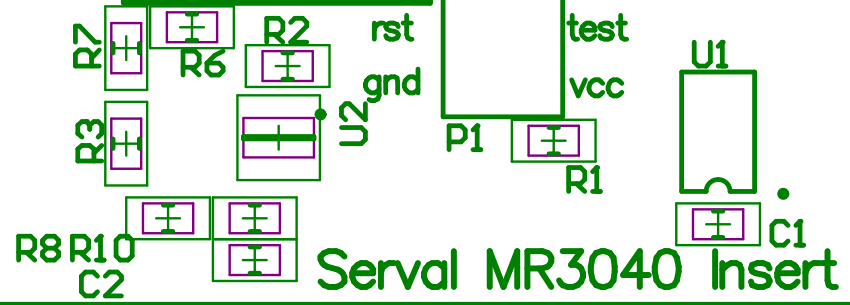 R7
R6
R2
rst
test
gnd
vcc
U1
R3
U2
P1
R1
C1
R8 R10
C2
Serval MR3040 Insert